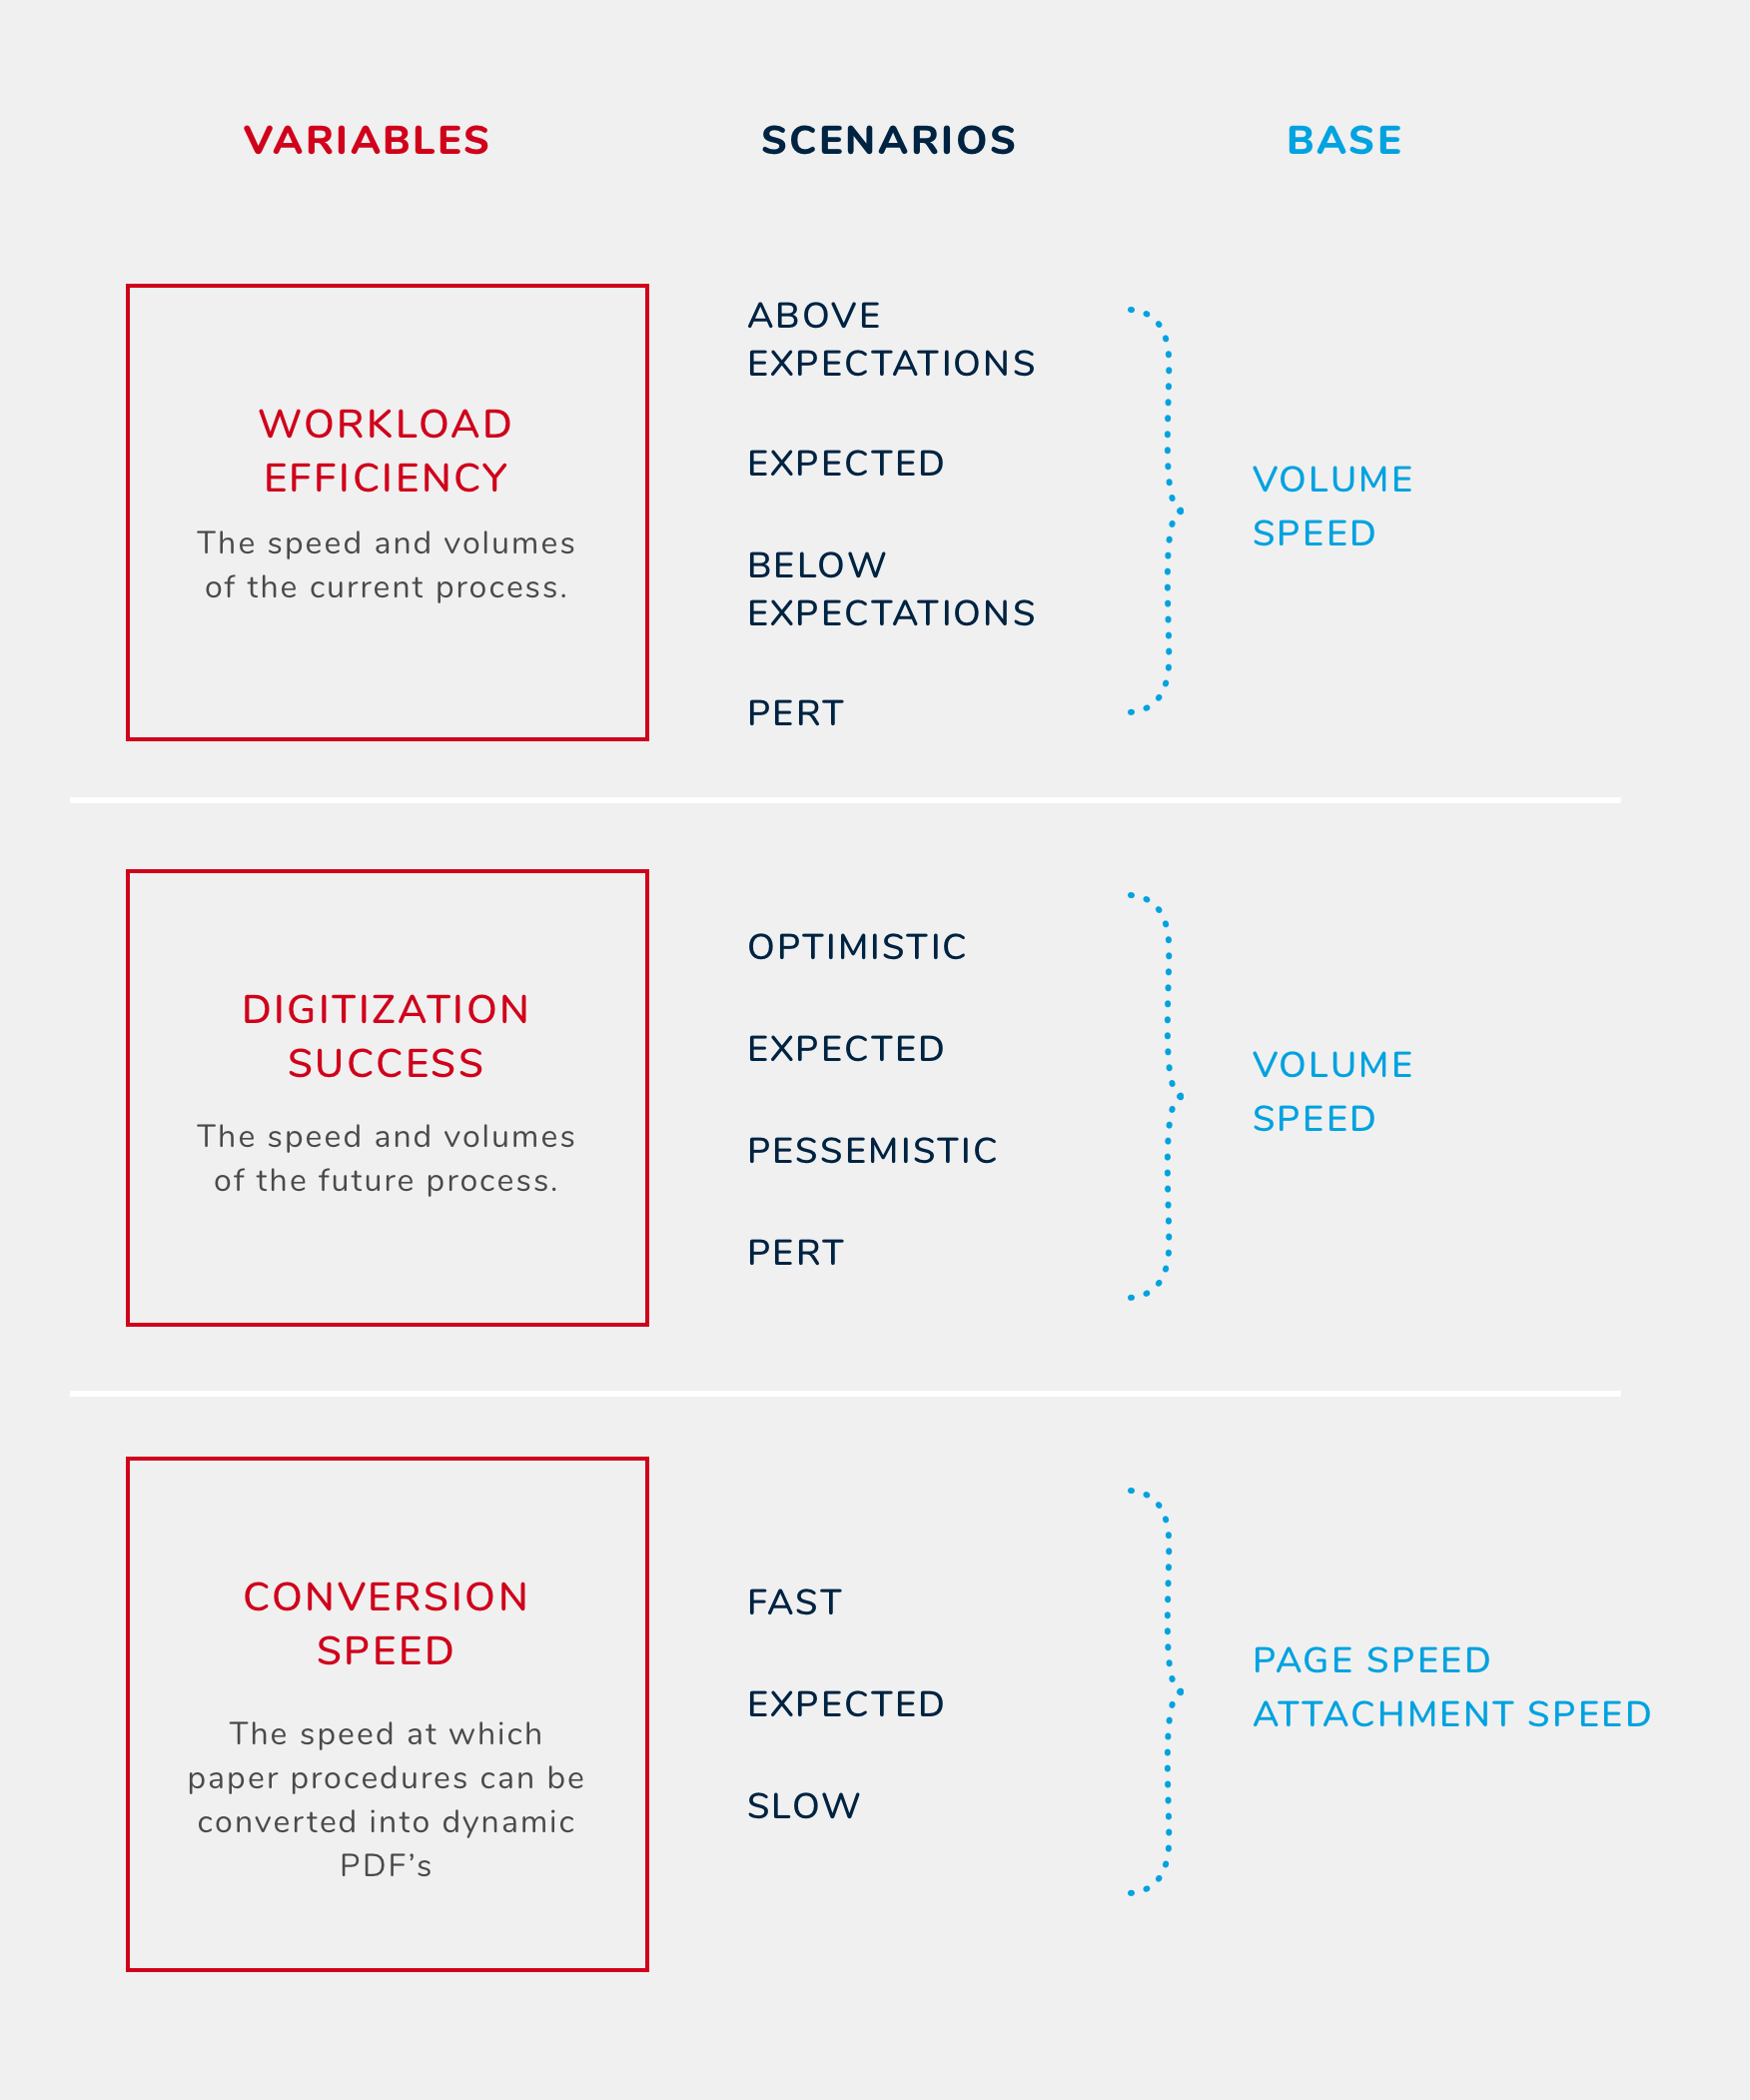 VARIABLES
SCENARIOS
BASE
WORKLOAD
EFFICIENCY
The speed and volumes
of the current process.
ABOVE
EXPECTATIONS
EXPECTED
BELOW
EXPECTATIONS
PERT
VOLUME
SPEED
DIGITIZATION
SUCCESS
The speed and volumes
of the future process.
OPTIMISTIC
EXPECTED
PESSEMISTIC
PERT
VOLUME
SPEED
CONVERSION
SPEED
The speed at which
paper procedures can be
converted into dynamic
PDF’s
FAST
EXPECTED
SLOW
PAGE SPEED
ATTACHMENT SPEED